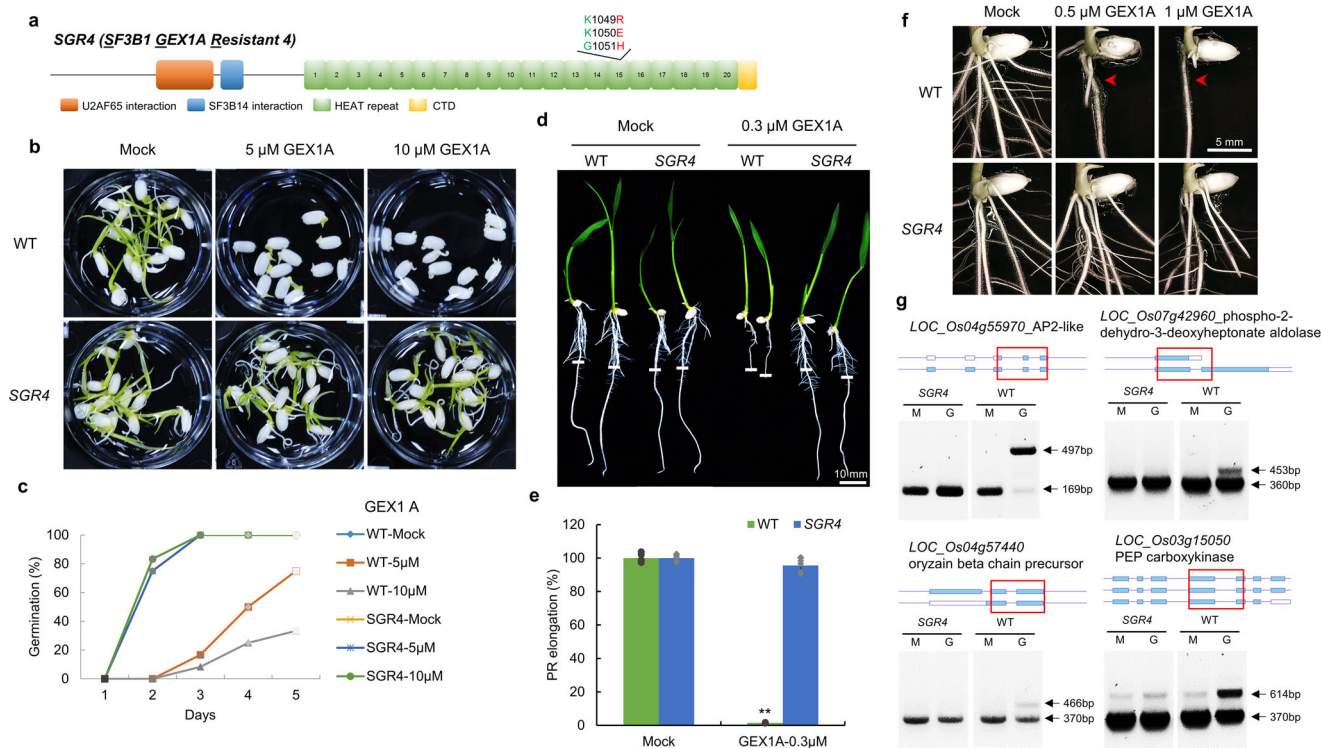 a
SGR4 (SF3B1 GEX1A Resistant 4)
K1049R
K1050E
G1051H
1 2 3 4 5 6 7 8 9 10 11 12 13 14 15 16 17 18 19 20
U2AF65 interaction SF3B14 interaction HEAT repeat CTD
b
Mock 5 µM GEX1A 10 µM GEX1A
WT
SGR4
c
GEX1 A
Germination (%)
100
80
60
40
20
0
1 2 3 4 5
Days
WT-Mock
WT-5µM
WT-10µM
SGR4-Mock
SGR4-5µM
SGR4-10µM
d
Mock 0.3 µM GEX1A
WT SGR4 WT SGR4
10 mm
e
WT SGR4
PR elongation (%)
120
100
80
60
40
20
0
**
Mock GEX1A-0.3µM
f
Mock 0.5 µM GEX1A 1 µM GEX1A
WT
5 mm
SGR4
g
LOC_Os04g55970_AP2-like
SGR4 WT
M G M G
497bp
169bp
LOC_Os07g42960_phospho-2-
dehydro-3-deoxyheptonate aldolase
SGR4 WT
M G M G
453bp
360bp
LOC_Os04g57440
oryzain beta chain precursor
SGR4 WT
M G M G
466bp
370bp
LOC_Os03g15050
PEP carboxykinase
SGR4 WT
M G M G
614bp
370bp